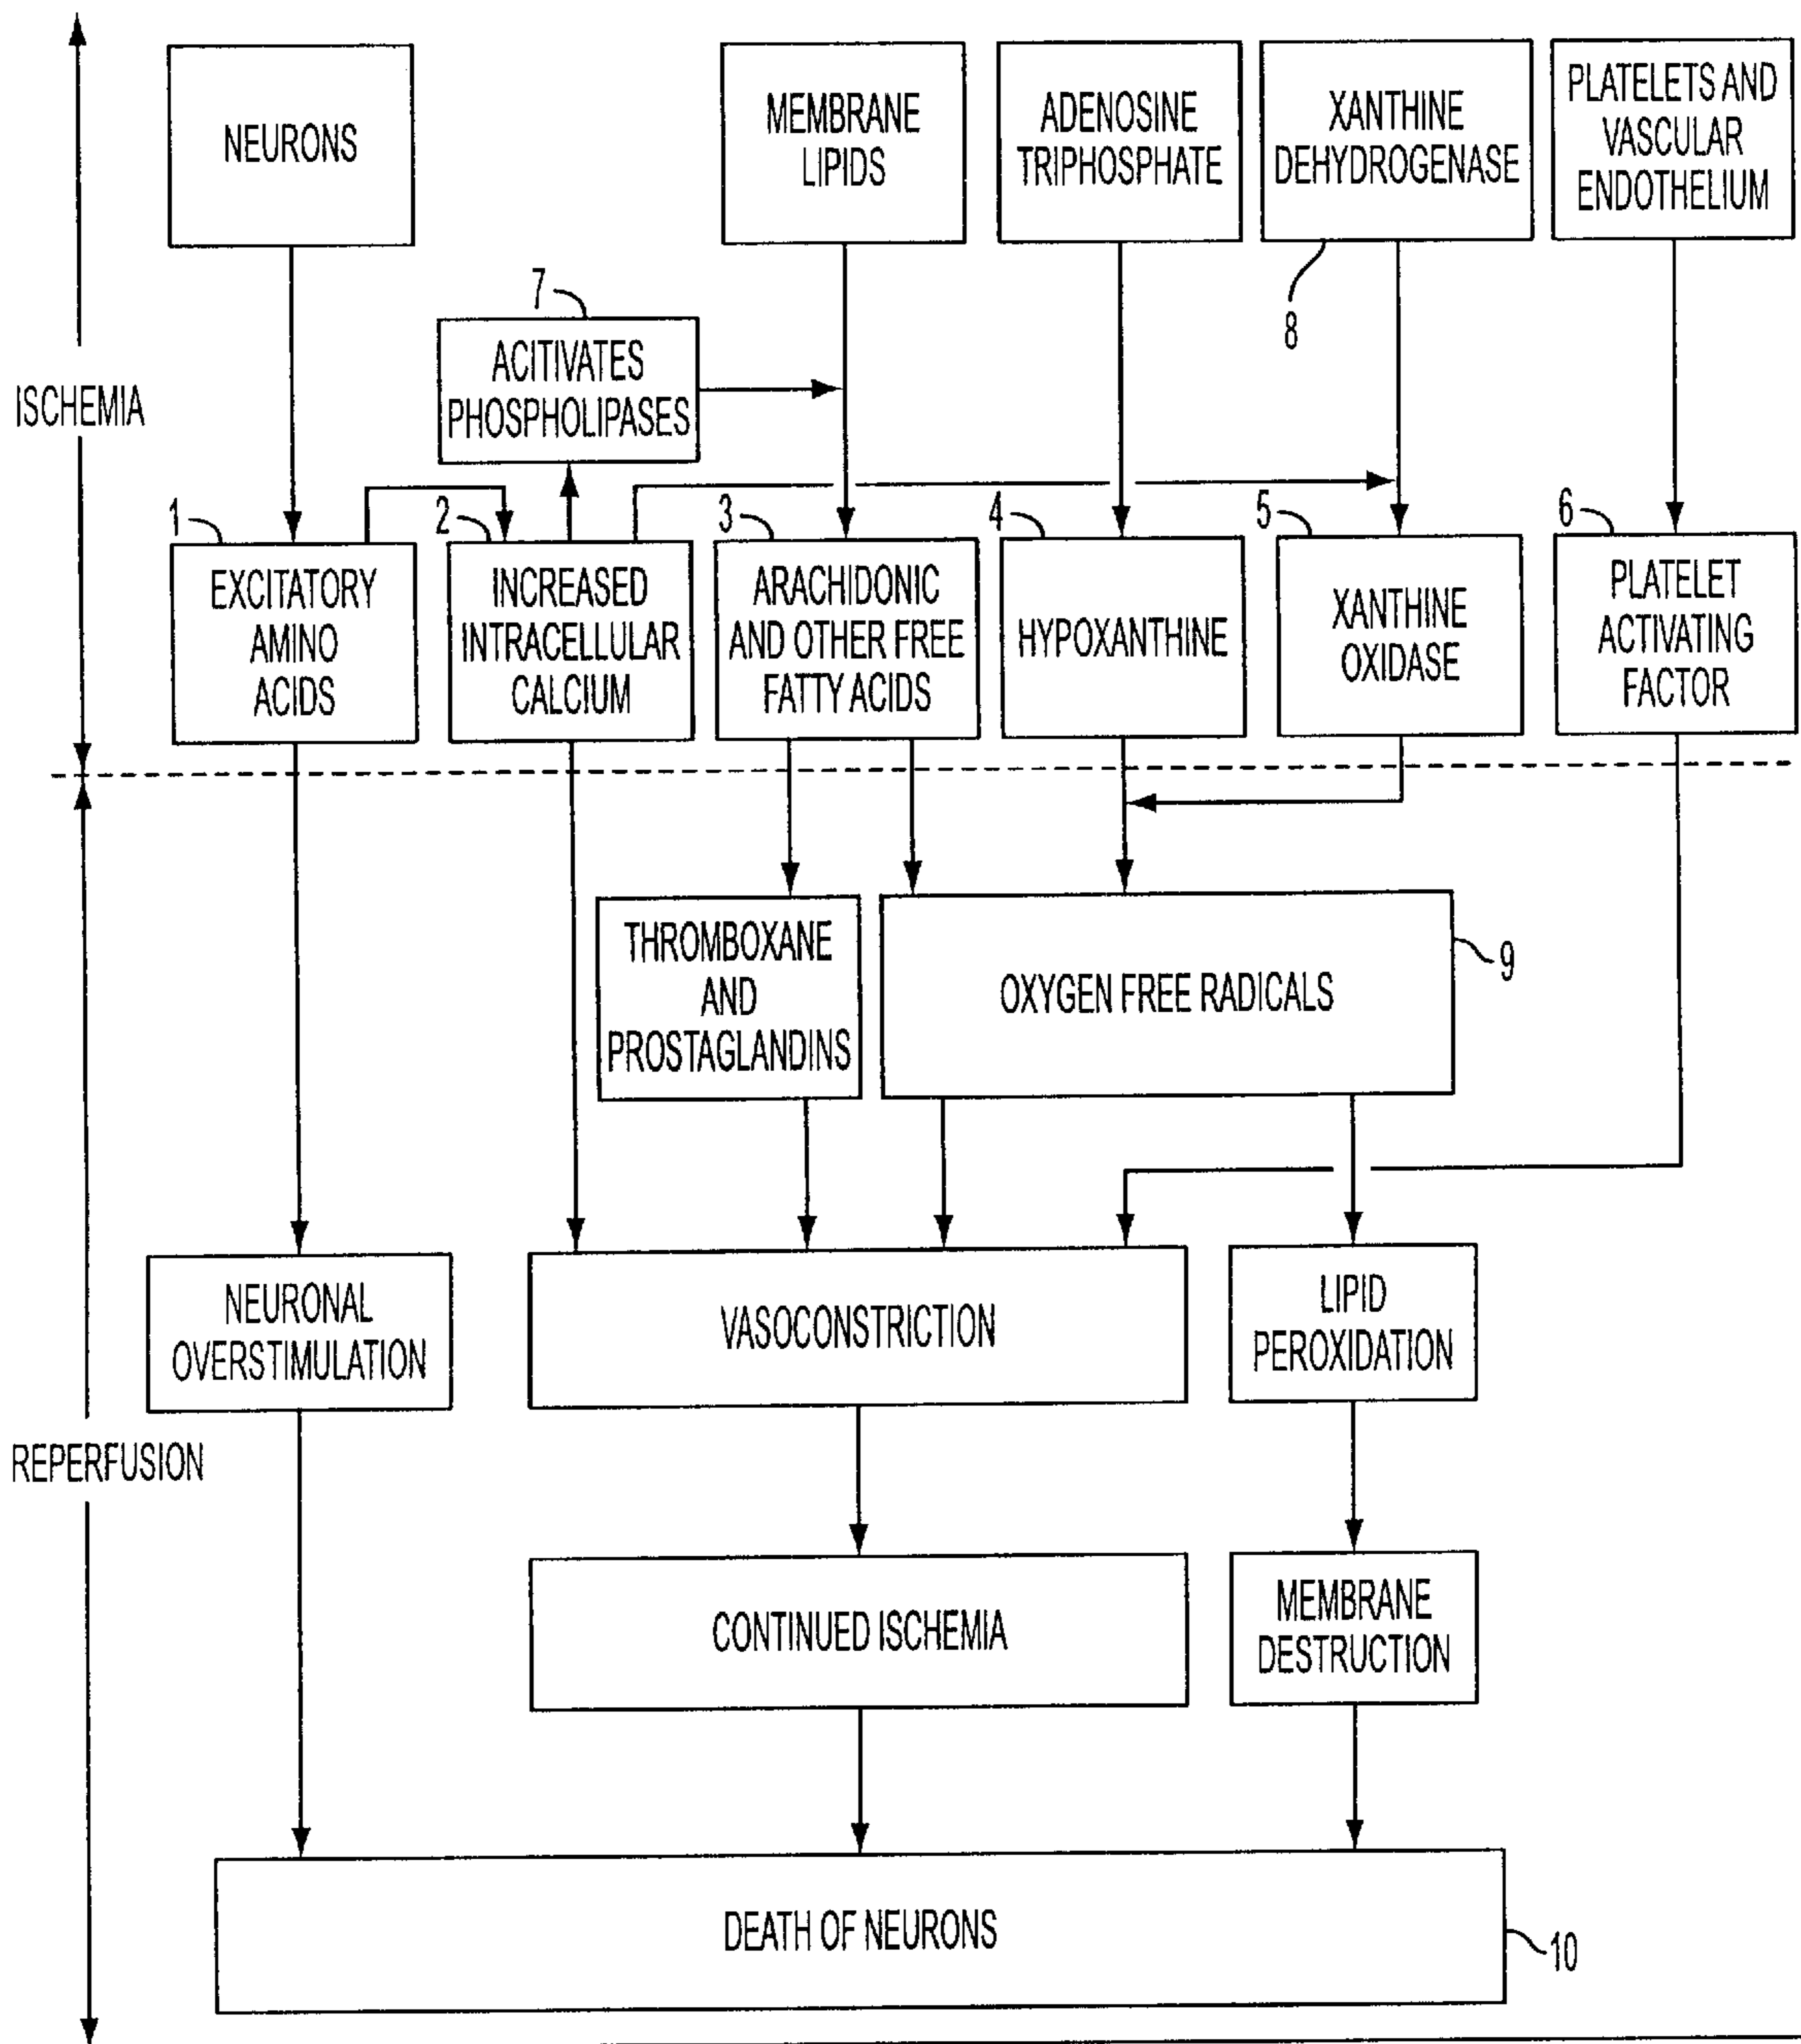 NEURONS
MEMBRANE
LIPIDS
ADENOSINE
TRIPHOSPHATE
XANTHINE
DEHYDROGENASE
PLATELETS AND
VASCULAR
ENDOTHELIUM
8
7
ACITIVATES
PHOSPHOLIPASES
ISCHEMIA
1
EXCITATORY
AMINO
ACIDS
2
INCREASED
INTRACELLULAR
CALCIUM
3
ARACHIDONIC
AND OTHER FREE
FATTY ACIDS
4
HYPOXANTHINE
5
XANTHINE
OXIDASE
6
PLATELET
ACTIVATING
FACTOR
THROMBOXANE
AND
PROSTAGLANDINS
OXYGEN FREE RADICALS
9
NEURONAL
OVERSTIMULATION
VASOCONSTRICTION
LIPID
PEROXIDATION
REPERFUSION
CONTINUED ISCHEMIA
MEMBRANE
DESTRUCTION
DEATH OF NEURONS
10